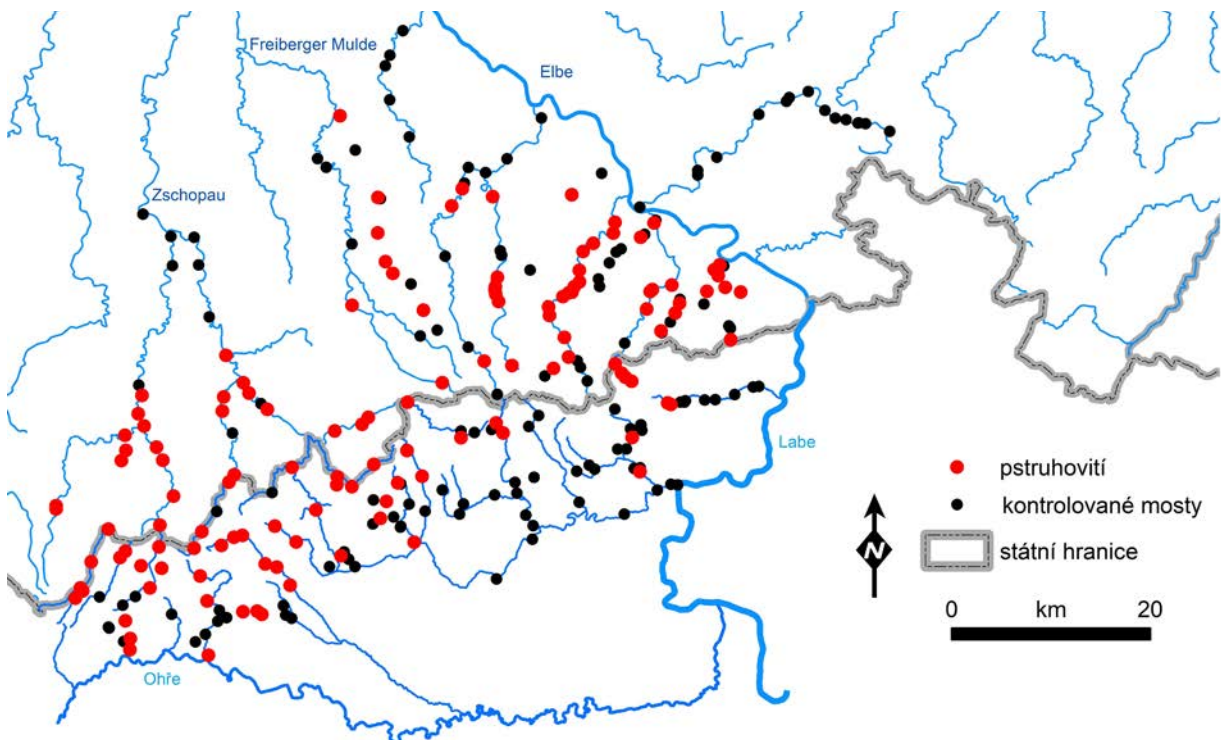 Freiberger Mulde
Elbe
Zschopau
Labe
pstruhovití
kontrolované mosty
N
státní hranice
0 km 20
Ohře